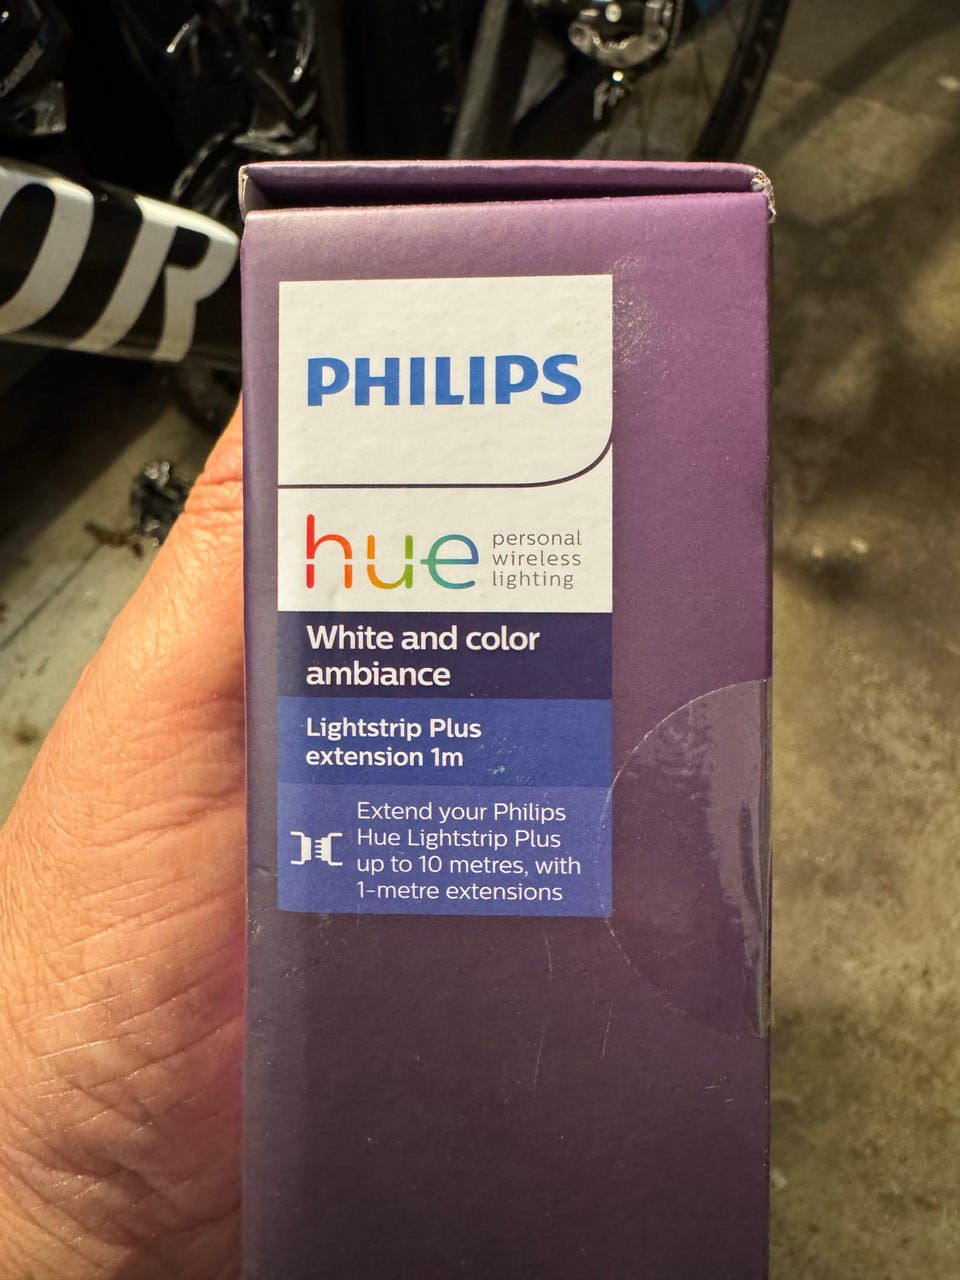 PHILIPS
hue
personal
wireless
lighting
White and color
ambiance
Lightstrip Plus
extension 1m
Extend your Philips
Hue Lightstrip Plus
up to 10 metres, with
1-metre extensions